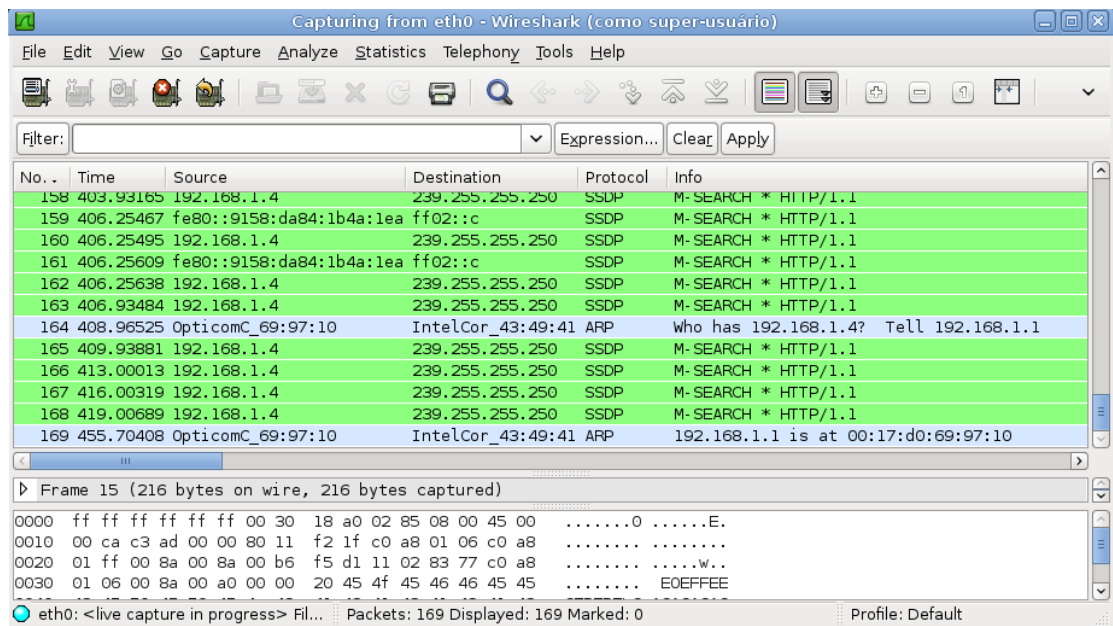 Capturing from eth0 - Wireshark (como super-usuário)
File Edit View Go Capture Analyze Statistics Telephony Tools Help
Filter: Expression... Clear Apply
No. . Time Source Destination Protocol Info
158 403.93165 192.168.1.4 239.255.255.250 SSDP M-SEARCH * HTTP/1.1
159 406.25467 fe80::9158:da84:1b4a:1ea ff02::c SSDP M-SEARCH * HTTP/1.1
160 406.25495 192.168.1.4 239.255.255.250 SSDP M-SEARCH * HTTP/1.1
161 406.25609 fe80::9158:da84:1b4a:1ea ff02::c SSDP M-SEARCH * HTTP/1.1
162 406.25638 192.168.1.4 239.255.255.250 SSDP M-SEARCH * HTTP/1.1
163 406.93484 192.168.1.4 239.255.255.250 SSDP M-SEARCH * HTTP/1.1
164 408.96525 OpticomC_69:97:10 IntelCor_43:49:41 ARP Who has 192.168.1.4? Tell 192.168.1.1
165 409.93881 192.168.1.4 239.255.255.250 SSDP M-SEARCH * HTTP/1.1
166 413.00013 192.168.1.4 239.255.255.250 SSDP M-SEARCH * HTTP/1.1
167 416.00319 192.168.1.4 239.255.255.250 SSDP M-SEARCH * HTTP/1.1
168 419.00689 192.168.1.4 239.255.255.250 SSDP M-SEARCH * HTTP/1.1
169 455.70408 OpticomC_69:97:10 IntelCor_43:49:41 ARP 192.168.1.1 is at 00:17:d0:69:97:10
Frame 15 (216 bytes on wire, 216 bytes captured)
0000 ff ff ff ff ff ff 00 30 18 a0 02 85 08 00 45 00 .......0 ......E.
0010 00 ca c3 ad 00 00 80 11 f2 1f c0 a8 01 06 c0 a8 ........ ........
0020 01 ff 00 8a 00 8a 00 b6 f5 d1 11 02 83 77 c0 a8 ........ .....w..
0030 01 06 00 8a 00 a0 00 00 20 45 4f 45 46 46 45 45 ........ EOEFFEE
eth0: <live capture in progress> Fil... Packets: 169 Displayed: 169 Marked: 0 Profile: Default